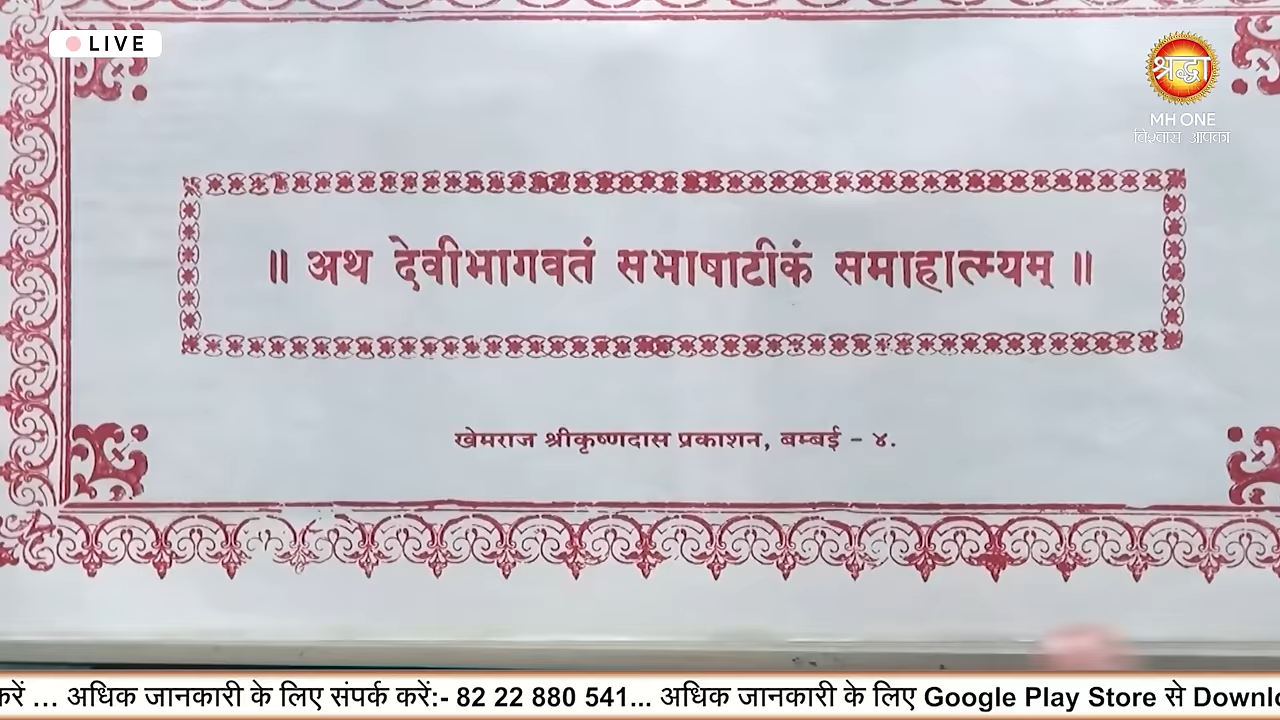 LIVE
श्रद्धा
MH ONE
विश्वास आपका
॥ अथ देवीभागवतं सभाषाटीकं समाहात्म्यम् ॥
खेमराज श्रीकृष्णदास प्रकाशन, बम्बई - ४.
करें ... अधिक जानकारी के लिए संपर्क करें:- 82 22 880 541... अधिक जानकारी के लिए Google Play Store से Downlo